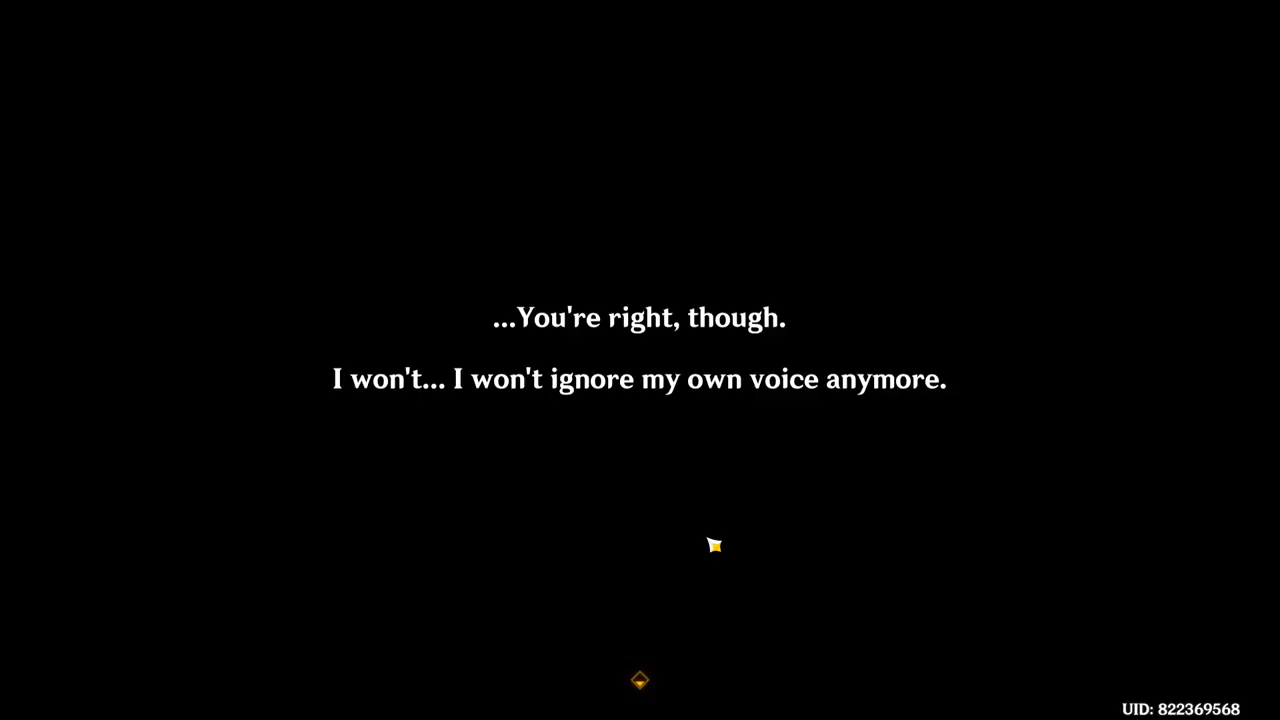 ...You're right, though.
I won't... I won't ignore my own voice anymore.
UID: 822369568